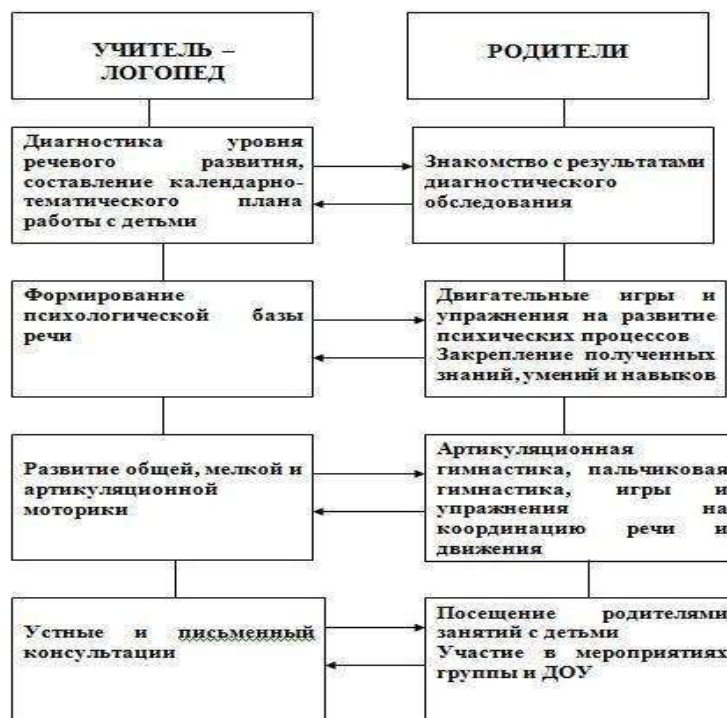 УЧИТЕЛЬ –
ЛОГОПЕД
РОДИТЕЛИ
Диагностика уровня
речевого развития,
составление календарно-
тематического плана
работы с детьми
Знакомство с результатами
диагностического
обследования
Формирование
психологической базы
речи
Двигательные игры и
упражнения на развитие
психических процессов
Закрепление полученных
знаний, умений и навыков
Развитие общей, мелкой и
артикуляционной
моторики
Артикуляционная
гимнастика, пальчиковая
гимнастика, игры и
упражнения на
координацию речи и
движения
Устные и письменный
консультации
Посещение родителями
занятий с детьми
Участие в мероприятиях
группы и ДОУ